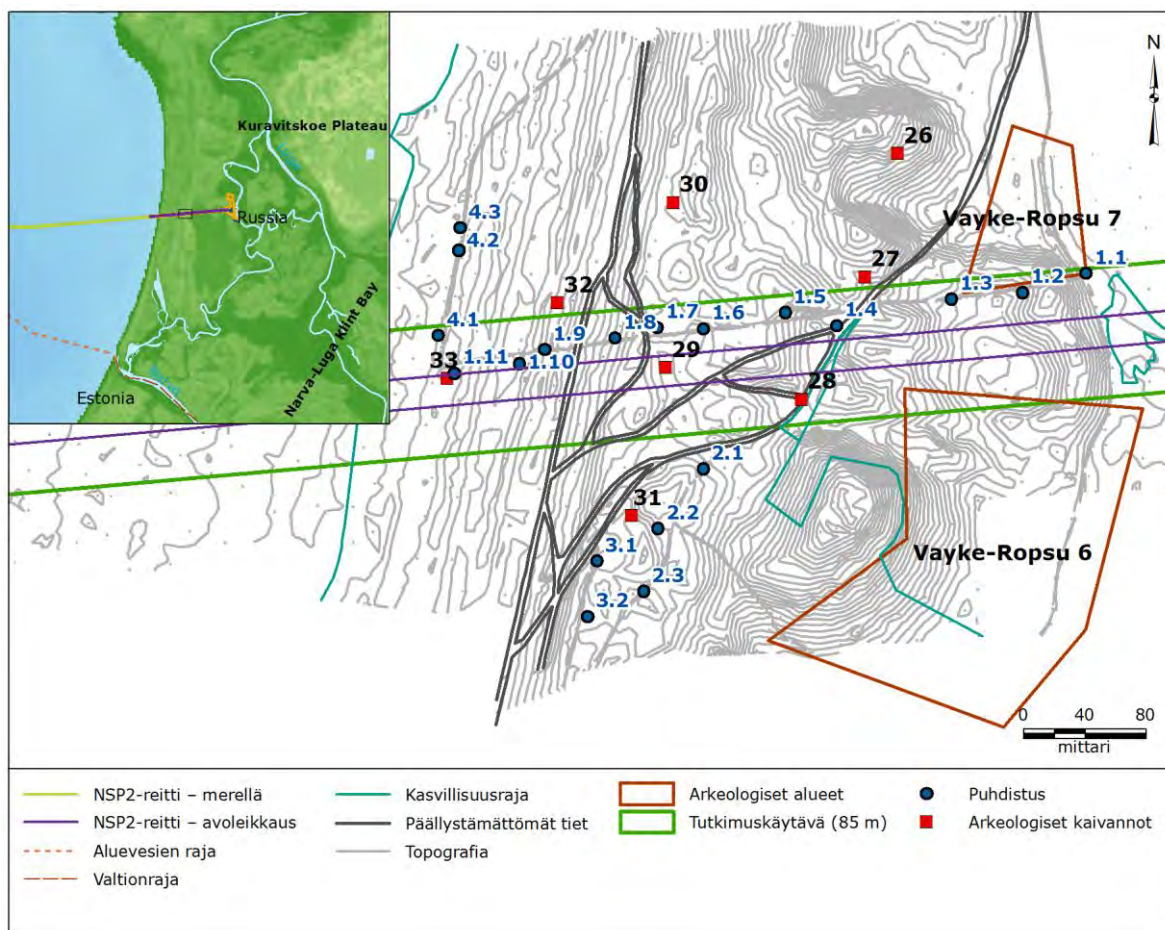 N
Kuravitskoe Plateau
Russia
Narva-Luga Klint Bay
Estonia
26
30
Vayke-Ropsu 7
4.3
4.2
27
1.1
1.3
1.2
32
1.5
1.4
1.7
1.6
4.1
1.8
1.9
29
33
1.11
1.10
28
2.1
31
2.2
Vayke-Ropsu 6
3.1
2.3
3.2
0 40 80
mittari
NSP2-reitti – merellä
NSP2-reitti – avoleikkaus
Aluevesien raja
Valtionraja
Kasvillisuusraja
Päällystämättömät tiet
Topografia
Arkeologiset alueet
Tutkimuskäytävä (85 m)
Puhdistus
Arkeologiset kaivannot